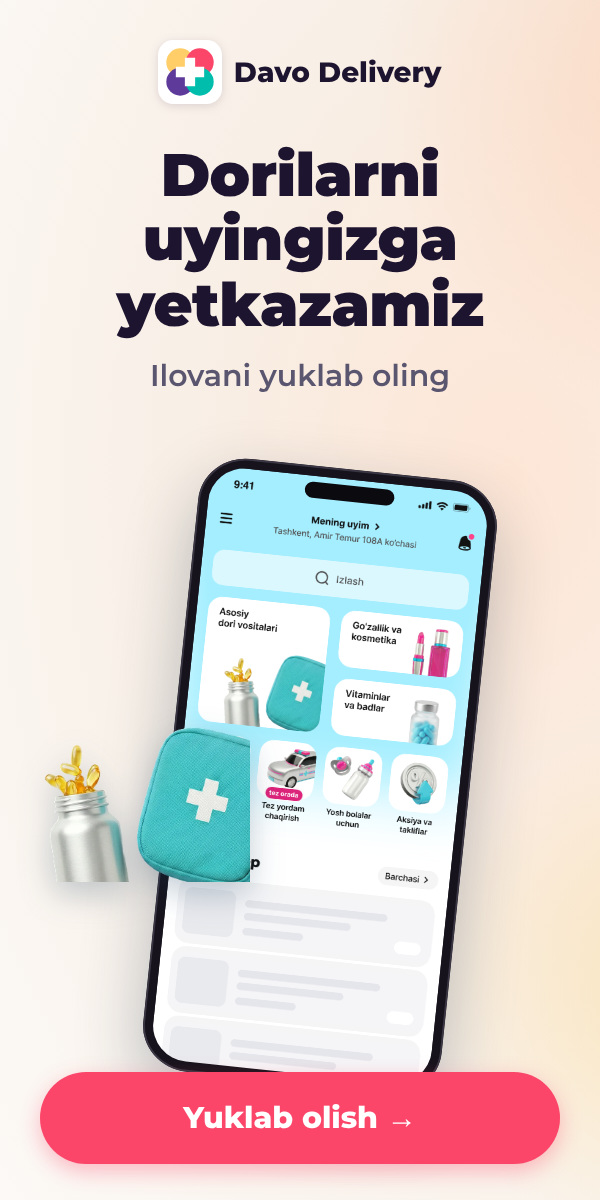 Davo Delivery
Dorilarni
uyingizga
yetkazamiz
Ilovani yuklab oling
9:41
Mening uyim >
Tashkent, Amir Temur 108A ko'chasi
Izlash
Asosiy
dori vositalari
Go'zallik va
kosmetika
Vitaminlar
va badlar
tez orada
Tez yordam
chaqirish
Yosh bolalar
uchun
Aksiya va
takliflar
p
Barchasi >
Yuklab olish →